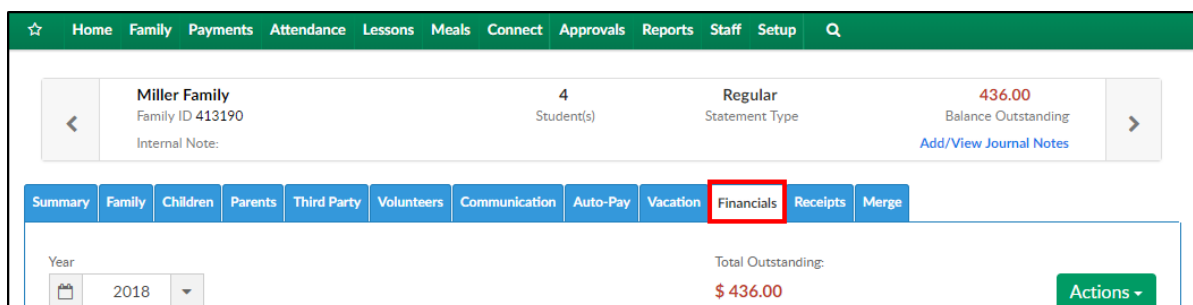 Home Family Payments Attendance Lessons Meals Connect Approvals Reports Staff Setup
Miller Family 4 Regular 436.00
Family ID 413190 Student(s) Statement Type Balance Outstanding
Internal Note: Add/View Journal Notes
Summary Family Children Parents Third Party Volunteers Communication Auto-Pay Vacation Financials Receipts Merge
Year Total Outstanding:
2018 $ 436.00 Actions